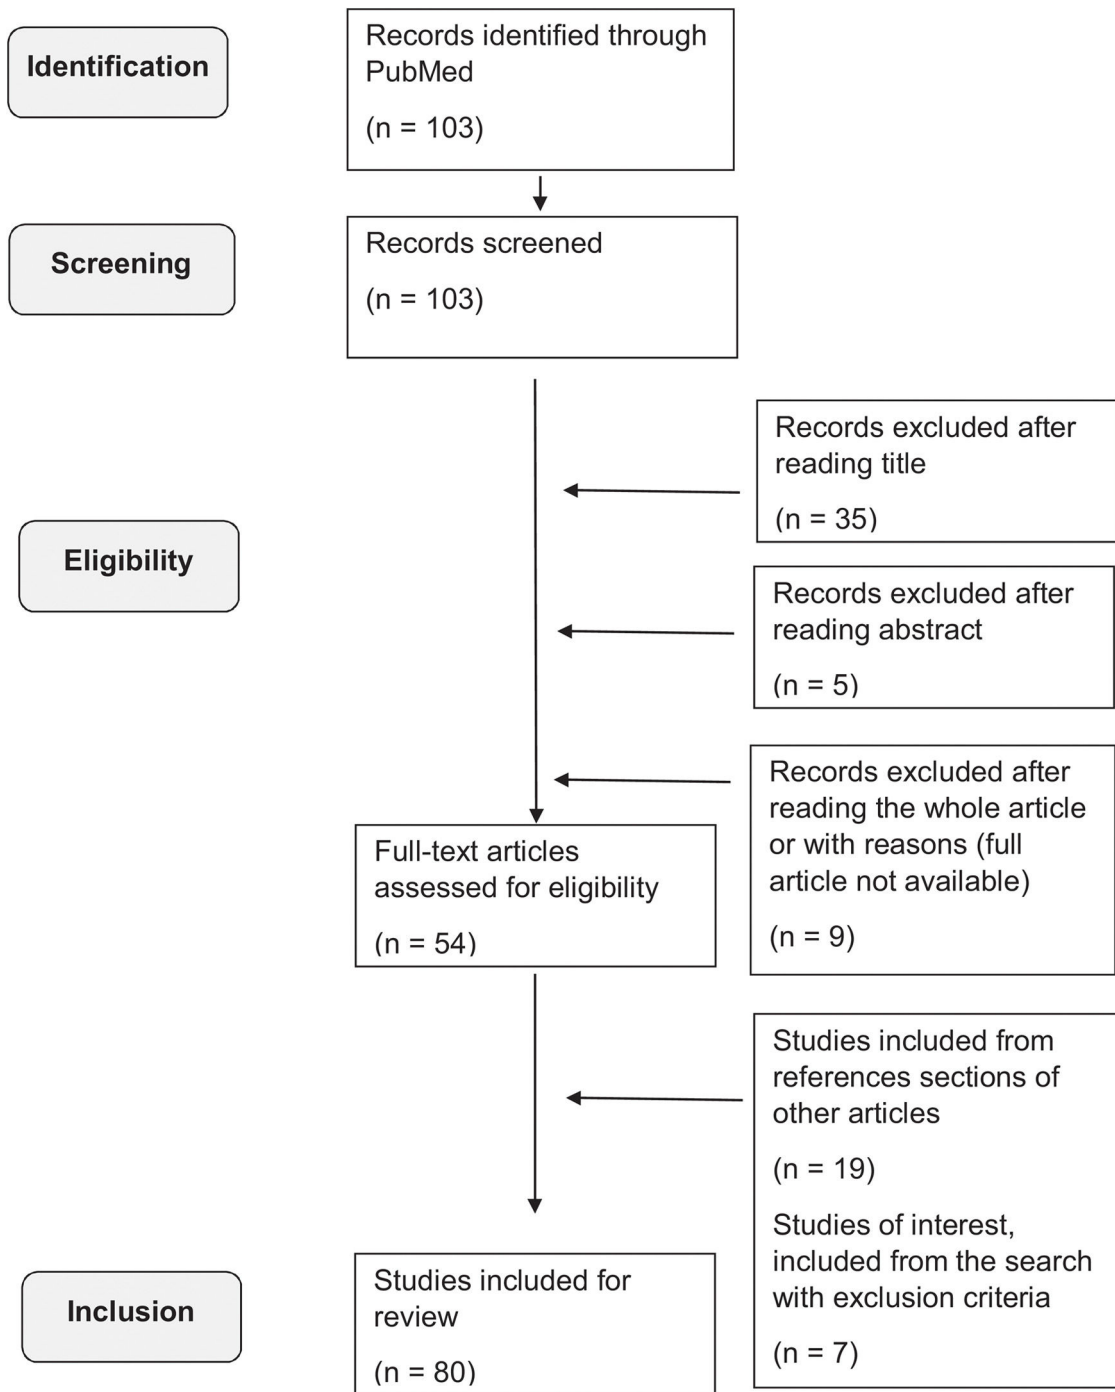 Identification
Records identified through
PubMed
(n = 103)
Screening
Records screened
(n = 103)
Records excluded after
reading title
(n = 35)
Eligibility
Records excluded after
reading abstract
(n = 5)
Records excluded after
reading the whole article
or with reasons (full
article not available)
(n = 9)
Full-text articles
assessed for eligibility
(n = 54)
Studies included from
references sections of
other articles
(n = 19)
Studies of interest,
included from the search
with exclusion criteria
(n = 7)
Inclusion
Studies included for
review
(n = 80)